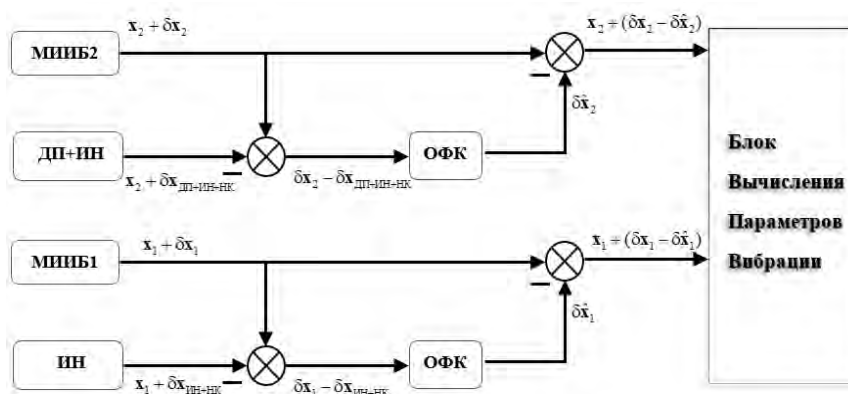 x₂ + δx₂
x₂ + (δx₂ − δx̂₂)
МИИБ2
δx̂₂
ДП+ИН
ОФК
x₂ + δx_ДП+ИН+НК
δx₂ − δx_ДП+ИН+НК
Блок
Вычисления
Параметров
Вибрации
x₁ + δx₁
x₁ + (δx₁ − δx̂₁)
МИИБ1
δx̂₁
ИН
ОФК
x₁ + δx_ИН+НК
δx₁ − δx_ИН+НК